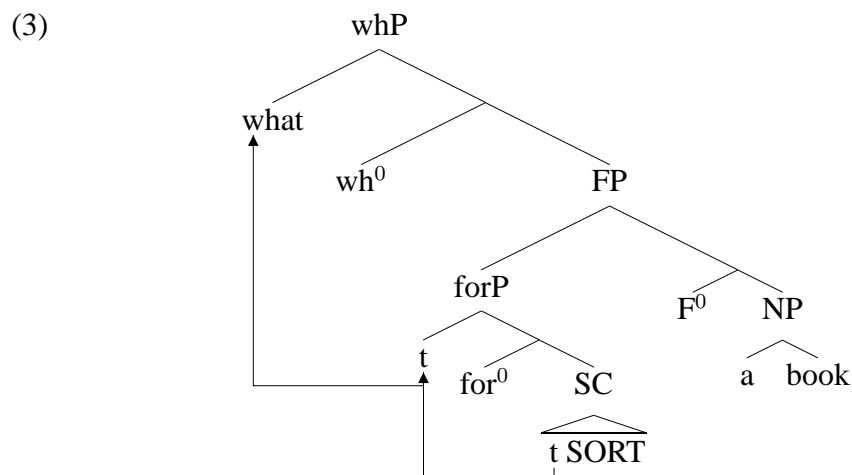 (3) whP
what
wh⁰ FP
forP F⁰ NP
t for⁰ SC a book
t SORT